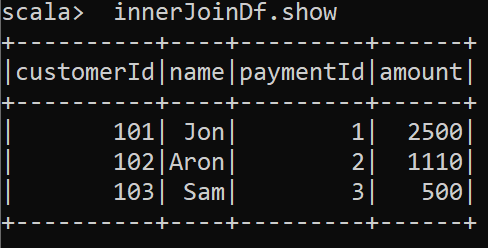 scala>  innerJoinDf.show
+----------+----+---------+------+
|customerId|name|paymentId|amount|
+----------+----+---------+------+
|       101| Jon|        1|  2500|
|       102|Aron|        2|  1110|
|       103| Sam|        3|   500|
+----------+----+---------+------+